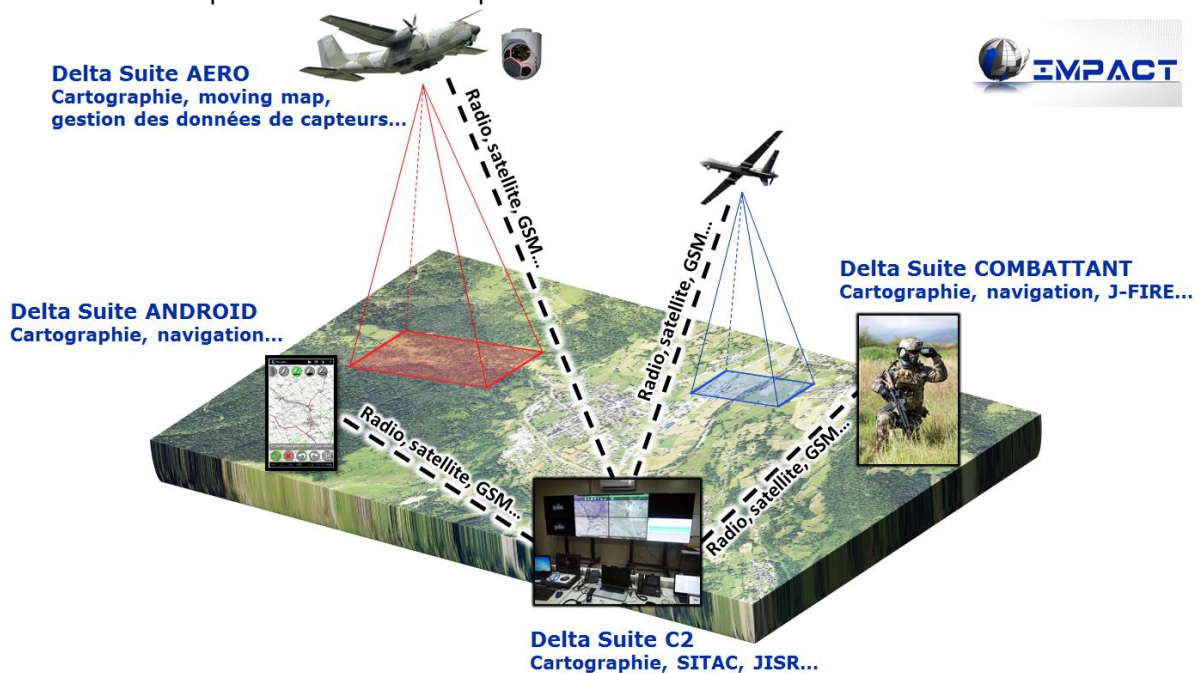 IMPACT
Delta Suite AERO
Cartographie, moving map,
gestion des données de capteurs...
Radio, satellite, GSM...
Radio, satellite, GSM...
Delta Suite COMBATTANT
Cartographie, navigation, J-FIRE...
Delta Suite ANDROID
Cartographie, navigation...
Radio, satellite, GSM...
Radio, satellite, GSM...
Delta Suite C2
Cartographie, SITAC, JISR...